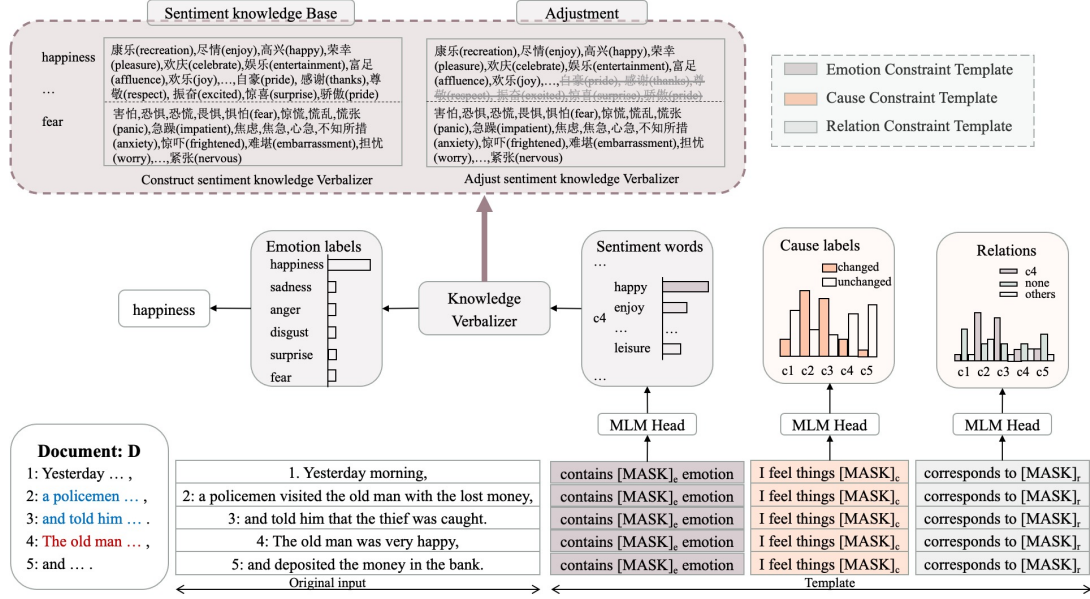 Sentiment knowledge Base
Adjustment
happiness
康乐(recreation),尽情(enjoy),高兴(happy),荣幸
(pleasure),欢庆(celebrate),娱乐(entertainment),富足
(affluence),欢乐(joy),…,自豪(pride), 感谢(thanks),尊
敬(respect), 振奋(excited),惊喜(surprise),骄傲(pride)
…
fear
害怕,恐惧,恐慌,畏惧,惧怕(fear),惊慌,慌乱,慌张
(panic),急躁(impatient),焦虑,焦急,心急,不知所措
(anxiety),惊吓(frightened),难堪(embarrassment),担忧
(worry),…,紧张(nervous)
Construct sentiment knowledge Verbalizer
康乐(recreation),尽情(enjoy),高兴(happy),荣幸
(pleasure),欢庆(celebrate),娱乐(entertainment),富足
(affluence),欢乐(joy),…,自豪(pride), 感谢(thanks),尊
敬(respect), 振奋(excited),惊喜(surprise),骄傲(pride)
害怕,恐惧,恐慌,畏惧,惧怕(fear),惊慌,慌乱,慌张
(panic),急躁(impatient),焦虑,焦急,心急,不知所措
(anxiety),惊吓(frightened),难堪(embarrassment),担忧
(worry),…,紧张(nervous)
Adjust sentiment knowledge Verbalizer
Emotion Constraint Template
Cause Constraint Template
Relation Constraint Template
happiness
Emotion labels
happiness
sadness
anger
disgust
surprise
fear
Knowledge
Verbalizer
Sentiment words
…
happy
enjoy
c4
… …
leisure
…
Cause labels
changed
unchanged
c1 c2 c3 c4 c5
Relations
c4
none
others
c1 c2 c3 c4 c5
MLM Head
MLM Head
MLM Head
Document: D
1: Yesterday … ,
2: a policemen … ,
3: and told him … .
4: The old man … ,
5: and … .
1. Yesterday morning,
2: a policemen visited the old man with the lost money,
3: and told him that the thief was caught.
4: The old man was very happy,
5: and deposited the money in the bank.
Original input
contains [MASK]e emotion
contains [MASK]e emotion
contains [MASK]e emotion
contains [MASK]e emotion
contains [MASK]e emotion
I feel things [MASK]c
I feel things [MASK]c
I feel things [MASK]c
I feel things [MASK]c
I feel things [MASK]c
corresponds to [MASK]r
corresponds to [MASK]r
corresponds to [MASK]r
corresponds to [MASK]r
corresponds to [MASK]r
Template